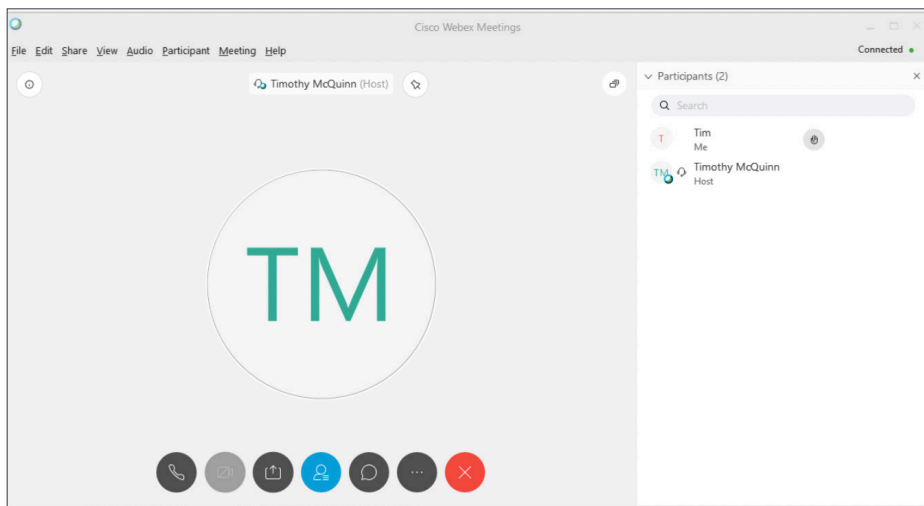 Cisco Webex Meetings
File Edit Share View Audio Participant Meeting Help
Connected
Timothy McQuinn (Host)
TM
Participants (2)
Search
T
Tim
Me
TM
Timothy McQuinn
Host